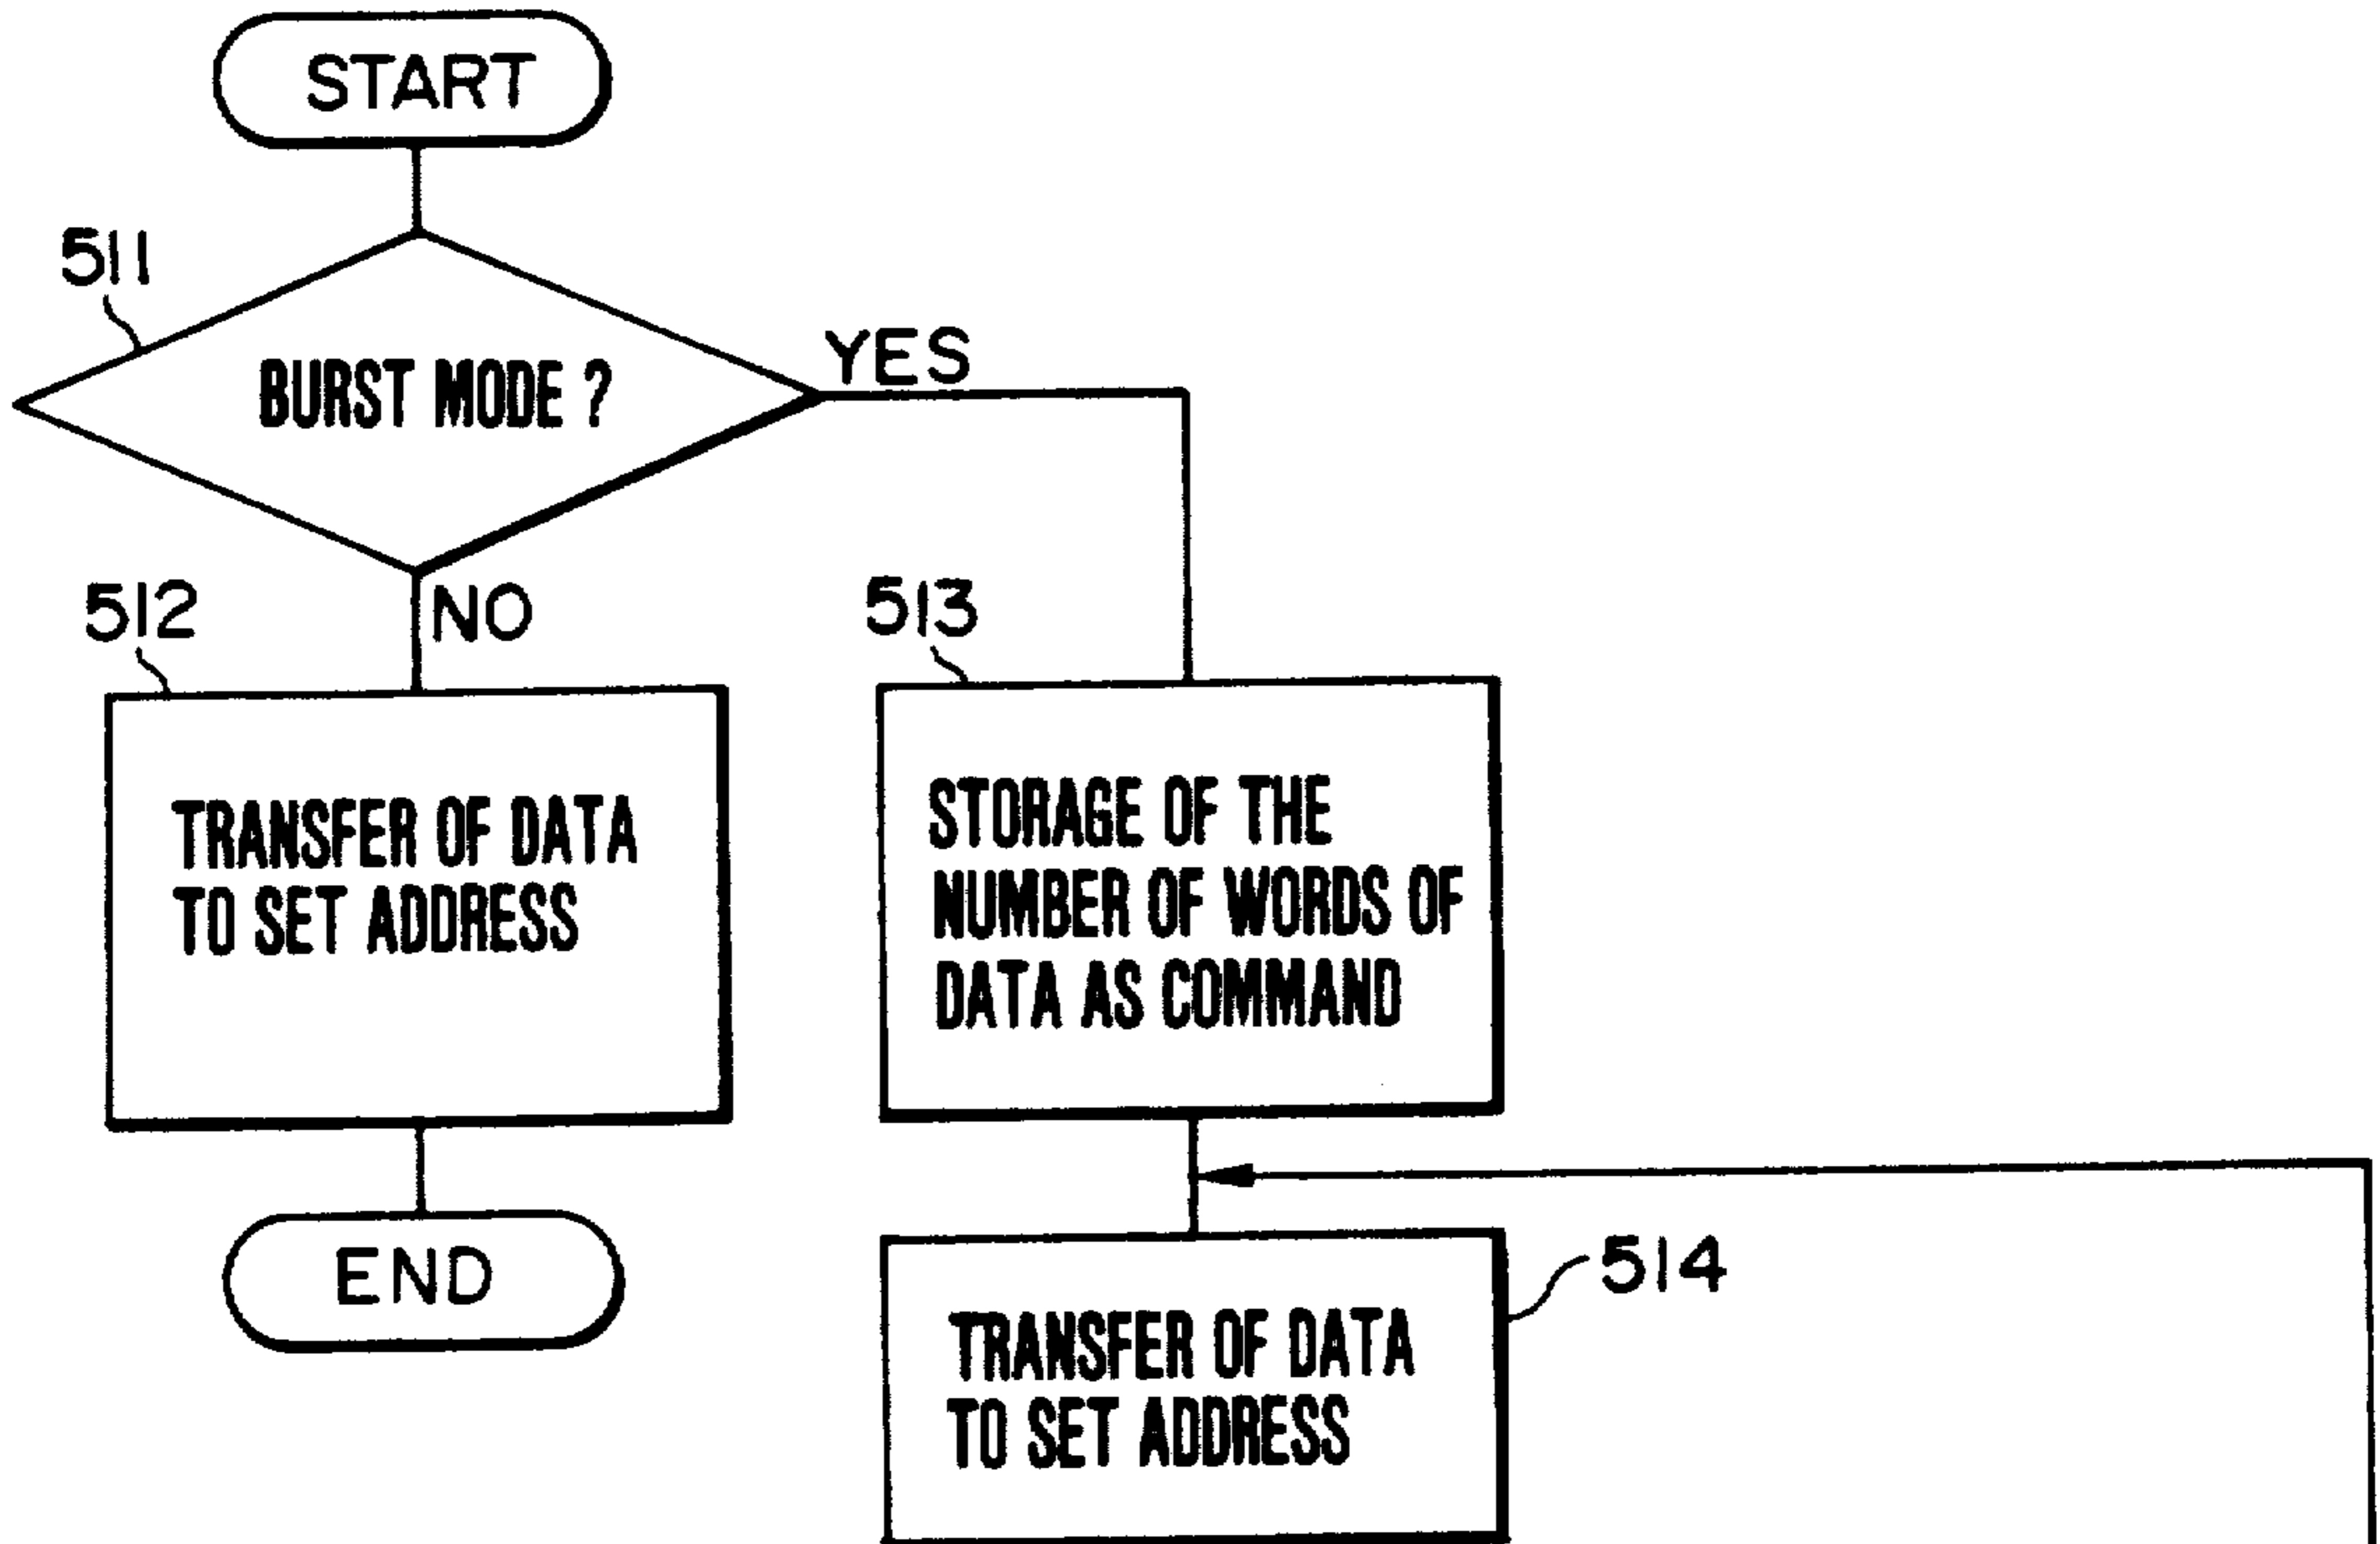 START
511
BURST MODE ?
YES
512
NO
513
TRANSFER OF DATA
TO SET ADDRESS
STORAGE OF THE
NUMBER OF WORDS OF
DATA AS COMMAND
END
514
TRANSFER OF DATA
TO SET ADDRESS